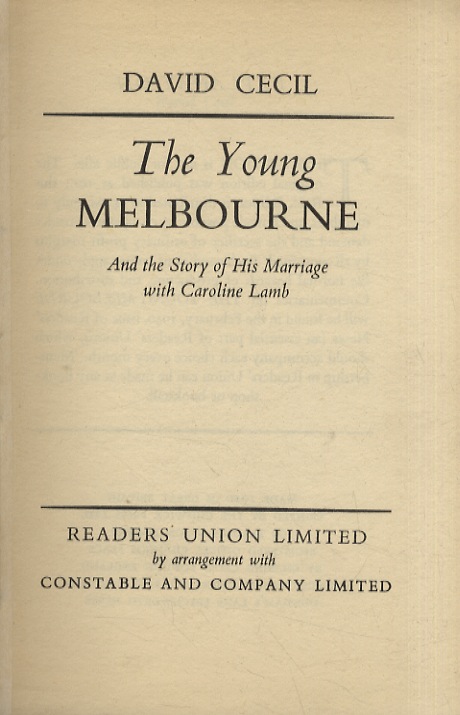 DAVID CECIL
The Young
MELBOURNE
And the Story of His Marriage
with Caroline Lamb
READERS UNION LIMITED
by arrangement with
CONSTABLE AND COMPANY LIMITED